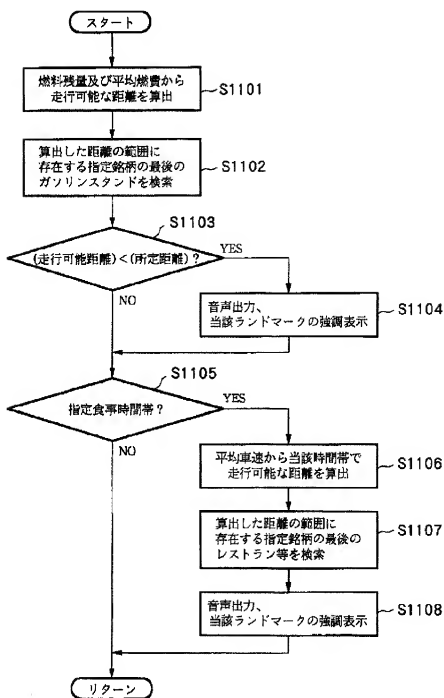 スタート
燃料残量及び平均燃費から
走行可能な距離を算出
S1101
算出した距離の範囲に
存在する指定銘柄の最後の
ガソリンスタンドを検索
S1102
S1103
(走行可能距離)<(所定距離)?
YES
NO
音声出力、
当該ランドマークの強調表示
S1104
S1105
指定食事時間帯?
YES
NO
平均車速から当該時間帯で
走行可能な距離を算出
S1106
算出した距離の範囲に
存在する指定銘柄の最後の
レストラン等を検索
S1107
音声出力、
当該ランドマークの強調表示
S1108
リターン